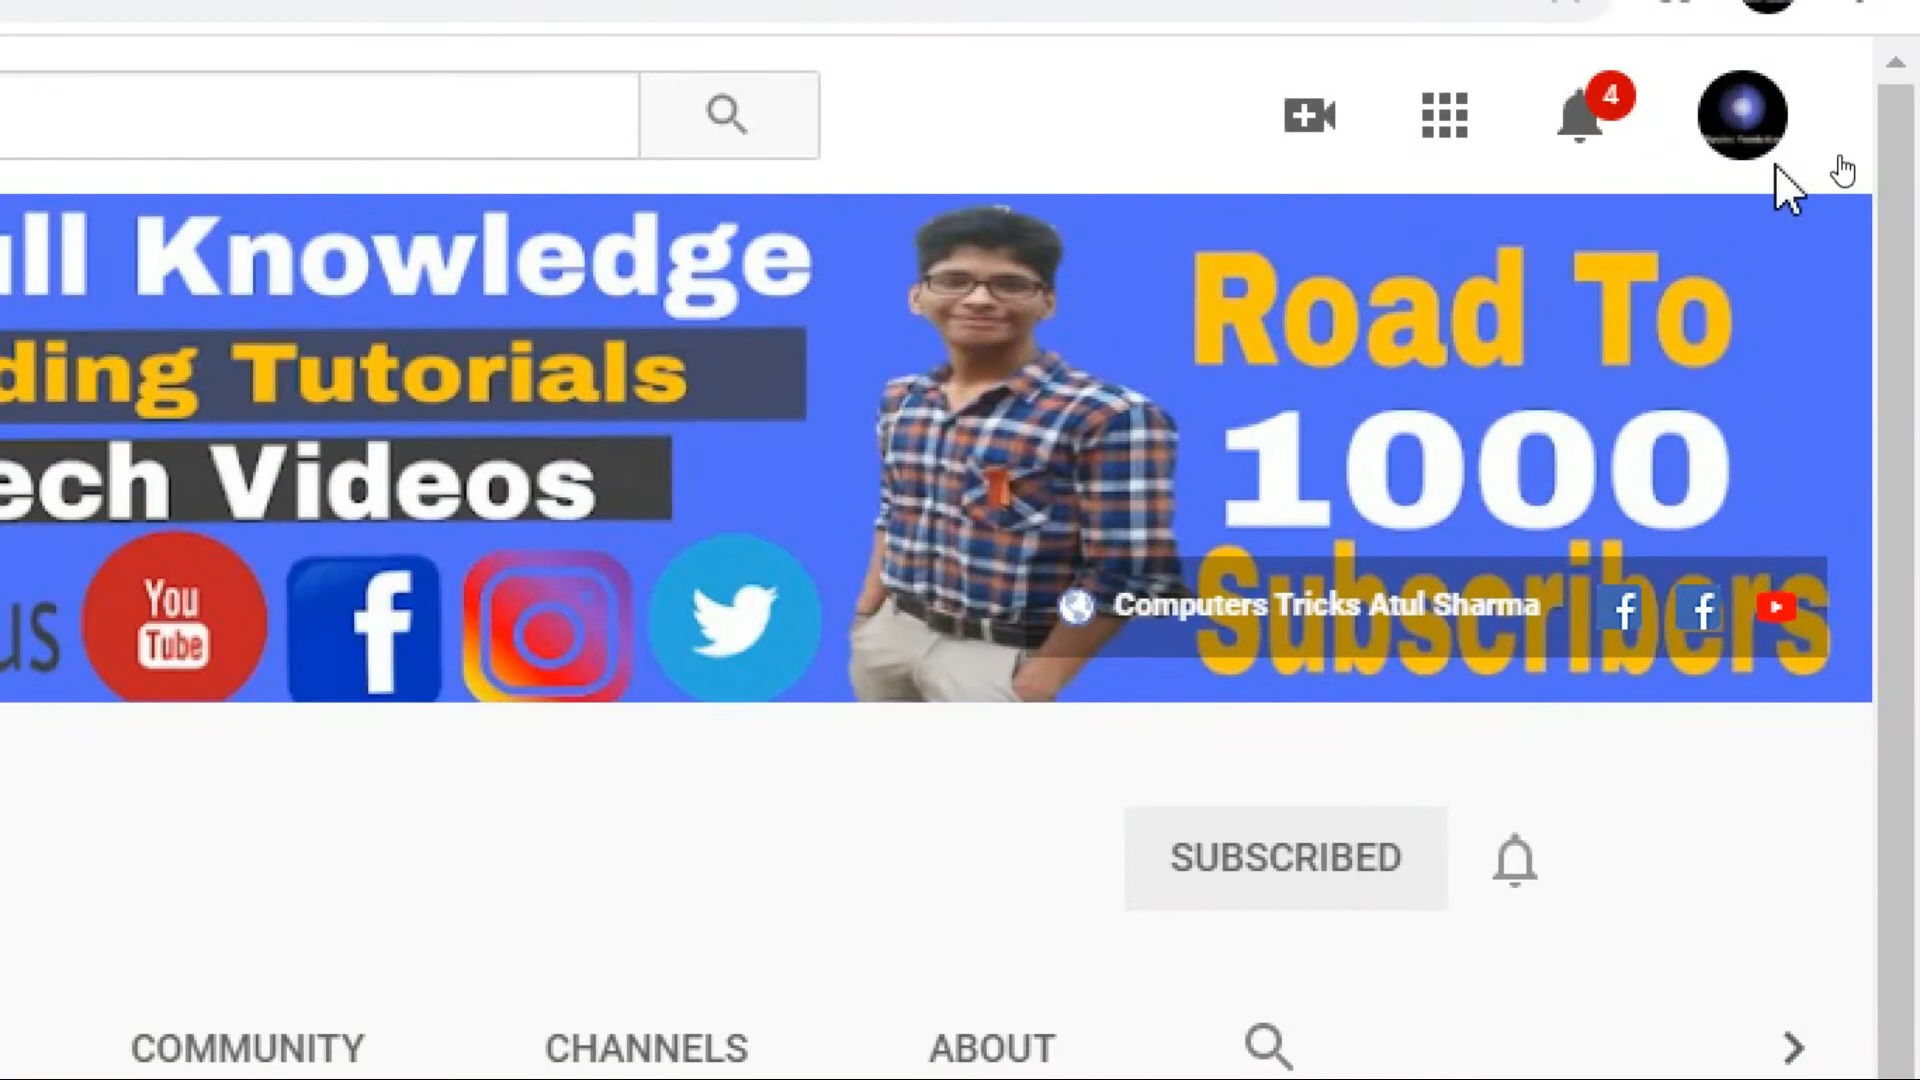 4
ull Knowledge
ding Tutorials
ech Videos
us
You
Tube
Road To
1000
Subscribers
Computers Tricks Atul Sharma
SUBSCRIBED
COMMUNITY
CHANNELS
ABOUT